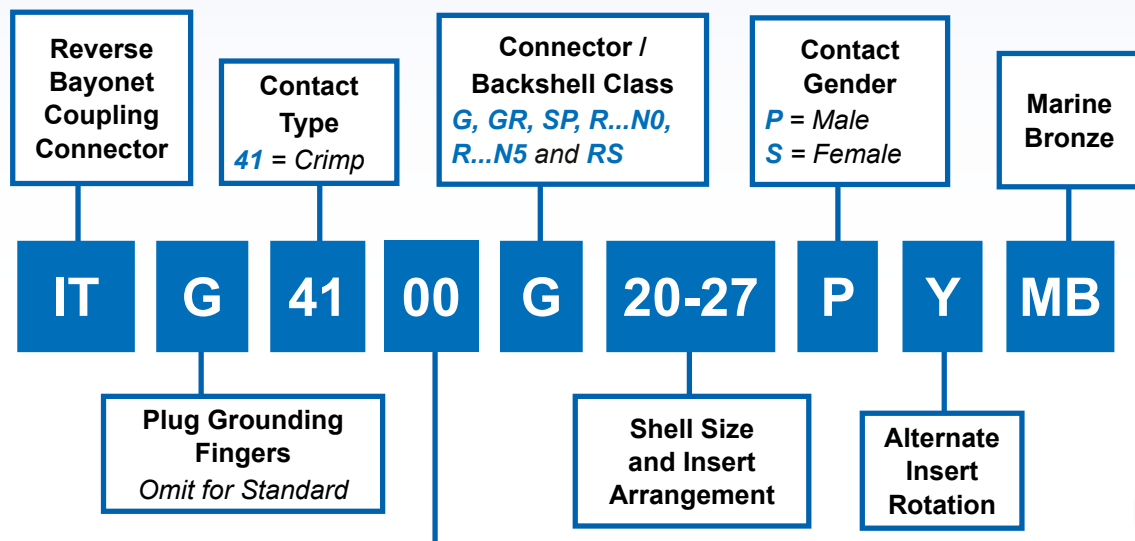 Reverse
Bayonet
Coupling
Connector
Contact
Type
41 = Crimp
Connector /
Backshell Class
G, GR, SP, R...N0,
R...N5 and RS
Contact
Gender
P = Male
S = Female
Marine
Bronze
IT G 41 00 G 20-27 P Y MB
Plug Grounding
Fingers
Omit for Standard
Shell Size
and Insert
Arrangement
Alternate
Insert
Rotation